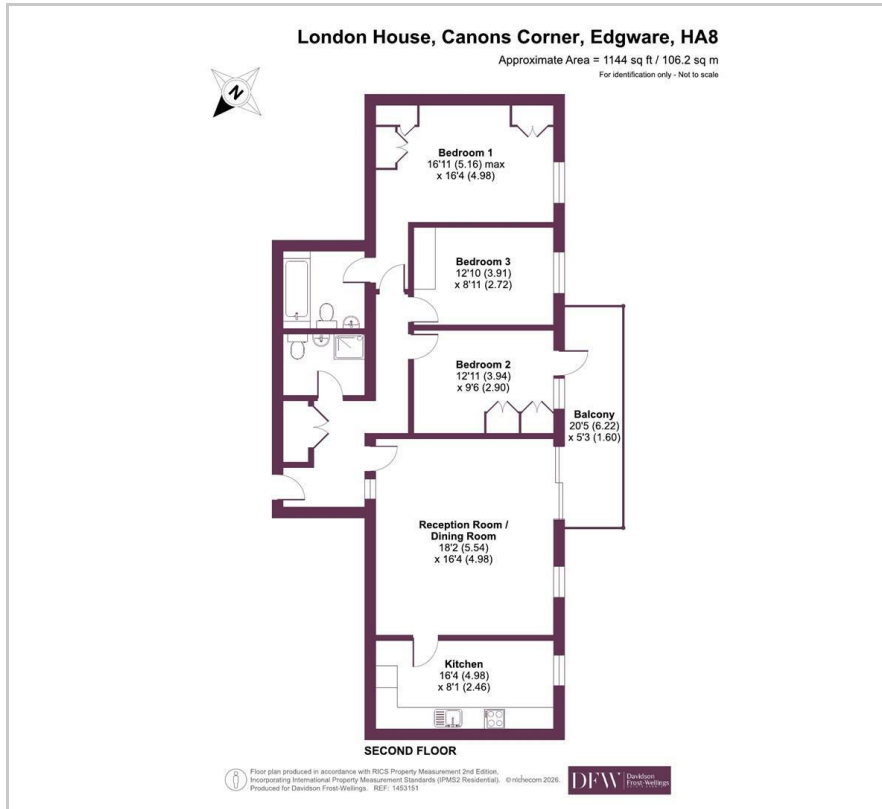 London House, Canons Corner, Edgware, HA8
Approximate Area = 1144 sq ft / 106.2 sq m
For identification only - Not to scale
N
Bedroom 1
16'11 (5.16) max
x 16'4 (4.98)
Bedroom 3
12'10 (3.91)
x 8'11 (2.72)
Bedroom 2
12'11 (3.94)
x 9'6 (2.90)
Balcony
20'5 (6.22)
x 5'3 (1.60)
Reception Room /
Dining Room
18'2 (5.54)
x 16'4 (4.98)
Kitchen
16'4 (4.98)
x 8'1 (2.46)
SECOND FLOOR
Floor plan produced in accordance with RICS Property Measurement 2nd Edition.
Incorporating International Property Measurement Standards (IPMS2 Residential). © nichecom 2026.
Produced for Davidson Frost-Wellings. REF: 1453151
DFW
Davidson
Frost-Wellings